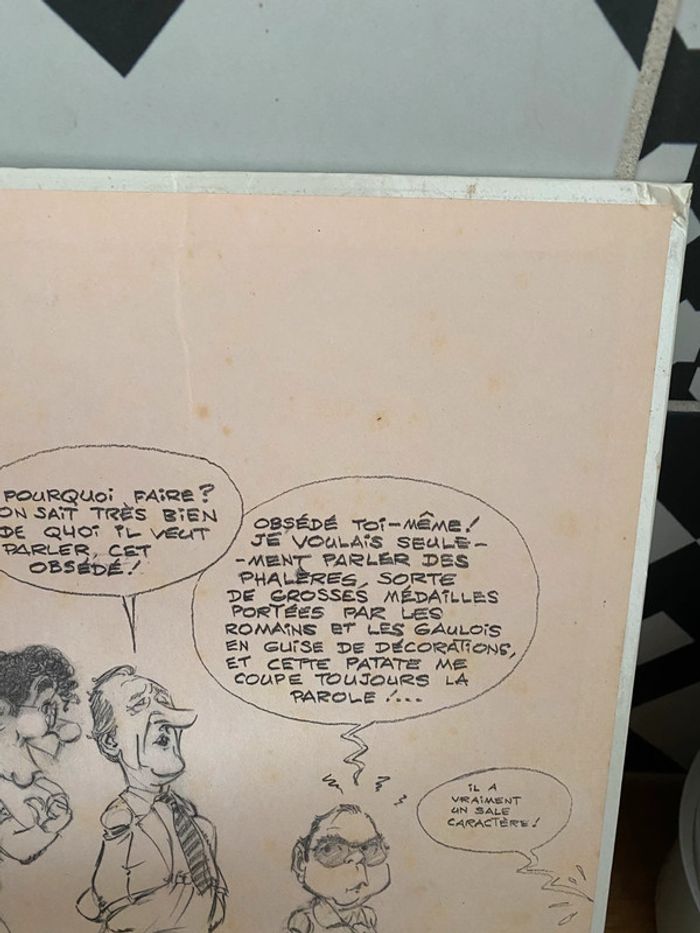 POURQUOI FAIRE?
ON SAIT TRÈS BIEN
DE QUOI IL VEUT
PARLER, CET
OBSÉDÉ!
OBSÉDÉ TOI-MÊME!
JE VOULAIS SEULE-
-MENT PARLER DES
PHALÈRES, SORTE
DE GROSSES MÉDAILLES
PORTÉES PAR LES
ROMAINS ET LES GAULOIS
EN GUISE DE DÉCORATIONS,
ET CETTE PATATE ME
COUPE TOUJOURS LA
PAROLE!...
IL A
VRAIMENT
UN SALE
CARACTÈRE!